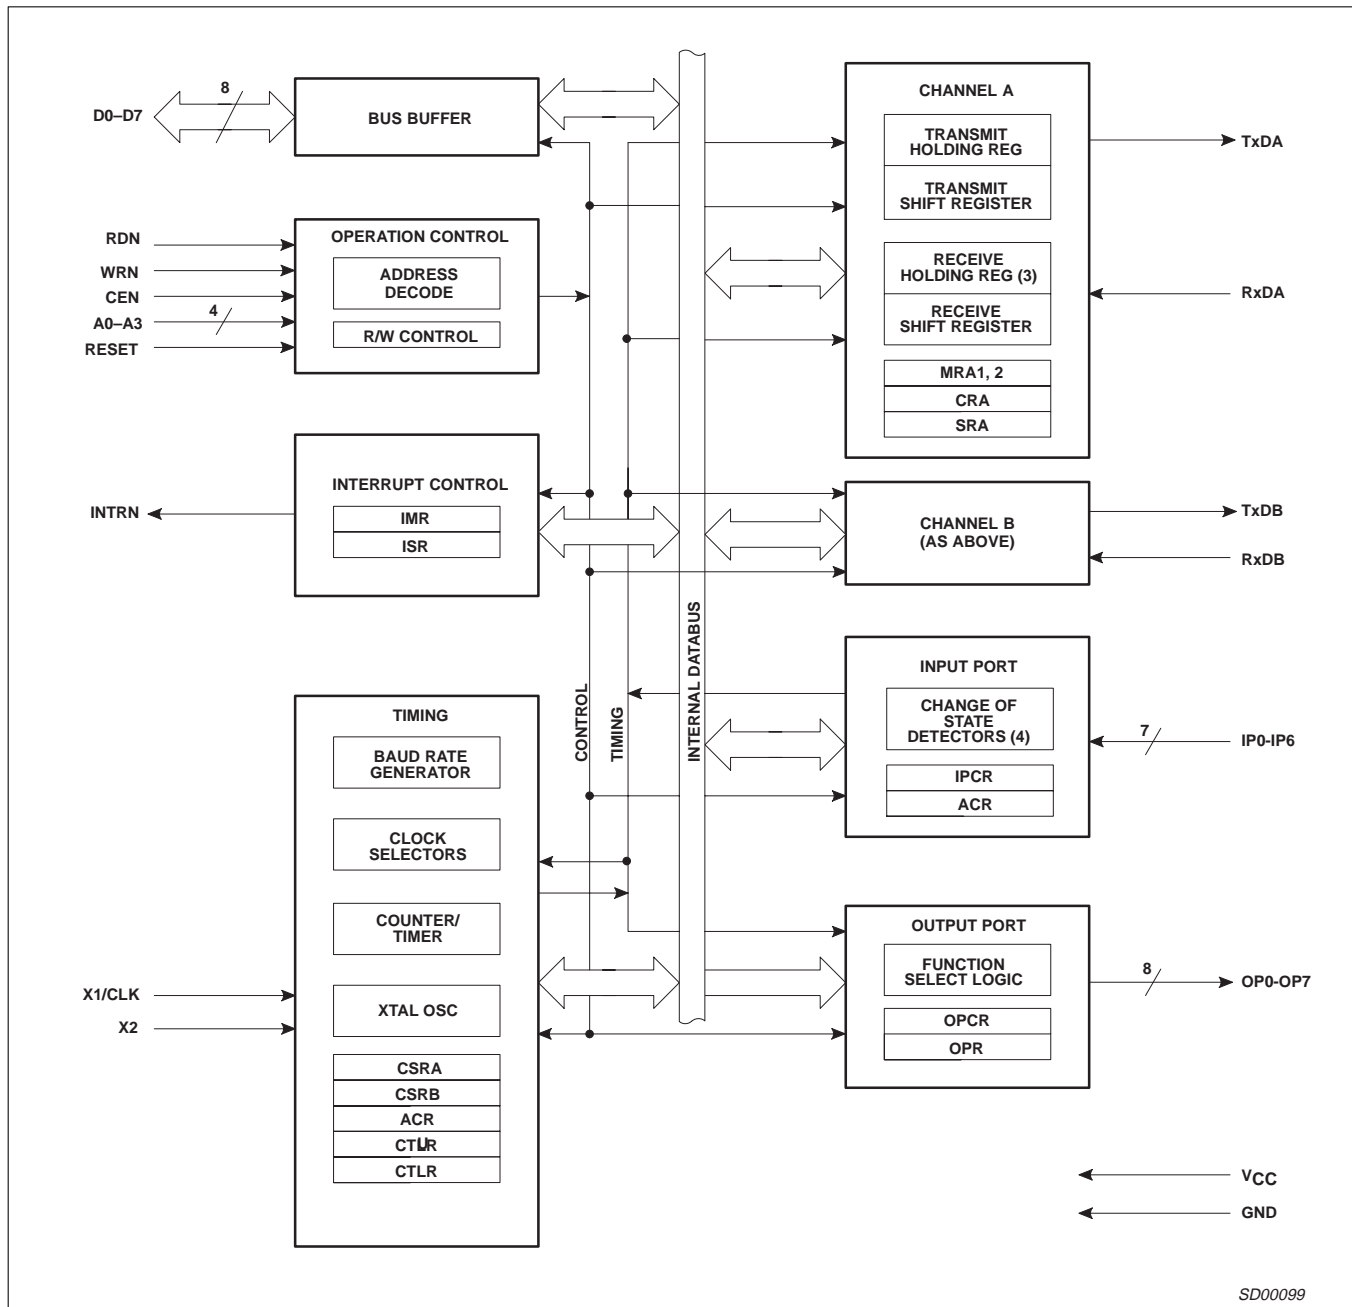 D0–D7
8
BUS BUFFER
RDN
WRN
CEN
A0–A3
4
RESET
OPERATION CONTROL
ADDRESS
DECODE
R/W CONTROL
INTRN
INTERRUPT CONTROL
IMR
ISR
TIMING
BAUD RATE
GENERATOR
CLOCK
SELECTORS
COUNTER/
TIMER
X1/CLK
X2
XTAL OSC
CSRA
CSRB
ACR
CTUR
CTLR
CONTROL
TIMING
INTERNAL DATABUS
CHANNEL A
TRANSMIT
HOLDING REG
TRANSMIT
SHIFT REGISTER
RECEIVE
HOLDING REG (3)
RECEIVE
SHIFT REGISTER
MRA1, 2
CRA
SRA
TxDA
RxDA
CHANNEL B
(AS ABOVE)
TxDB
RxDB
INPUT PORT
CHANGE OF
STATE
DETECTORS (4)
IPCR
ACR
7
IP0-IP6
OUTPUT PORT
FUNCTION
SELECT LOGIC
OPCR
OPR
8
OP0-OP7
VCC
GND
SD00099